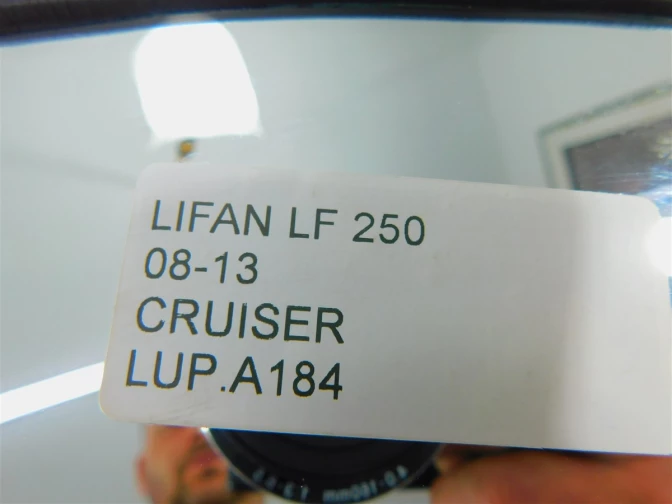 LIFAN LF 250
08-13
CRUISER
LUP.A184